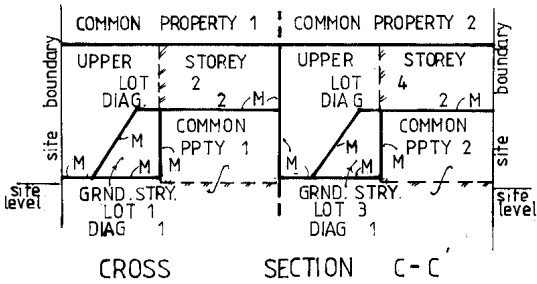 COMMON PROPERTY 1 COMMON PROPERTY 2
boundary UPPER STOREY UPPER STOREY boundary
LOT 2 LOT 4
DIAG. 2 M DIAG 2 M
site M COMMON M COMMON site
PPTY 1 PPTY 2
M M M M M M
site level GRND. STRY. GRND. STRY. site level
LOT 1 LOT 3
DIAG 1 DIAG 1
CROSS SECTION C-C'